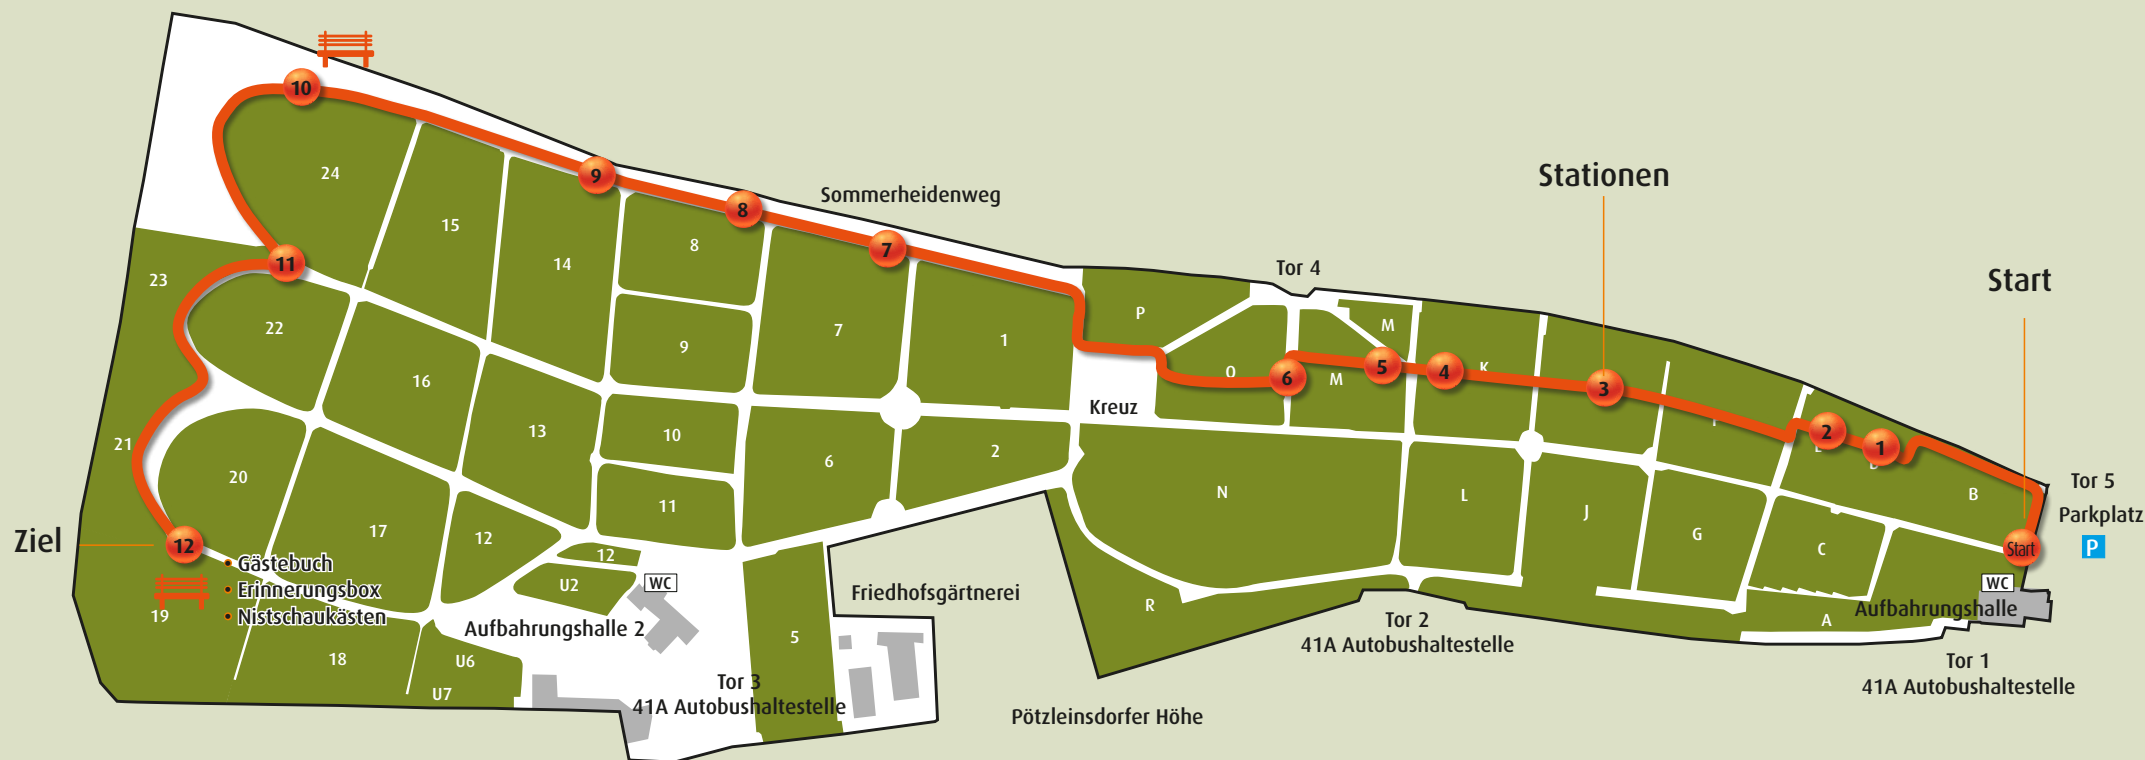 10
24
15
9
14
8
8
Sommerheidenweg
7
Stationen
Start
11
23
22
16
9
7
1
P
Tor 4
M
O
6
M
5
4
K
3
I
2
1
B
Tor 5
Parkplatz
P
Kreuz
21
20
13
10
6
2
N
L
J
G
C
Start
WC
Ziel
12
17
12
11
12
U2
WC
• Gästebuch
• Erinnerungsbox
• Nistschaukästen
19
Aufbahrungshalle 2
Friedhofsgärtnerei
5
R
Tor 2
41A Autobushaltestelle
Aufbahrungshalle
A
18
U6
U7
Tor 3
41A Autobushaltestelle
Pötzleinsdorfer Höhe
Tor 1
41A Autobushaltestelle